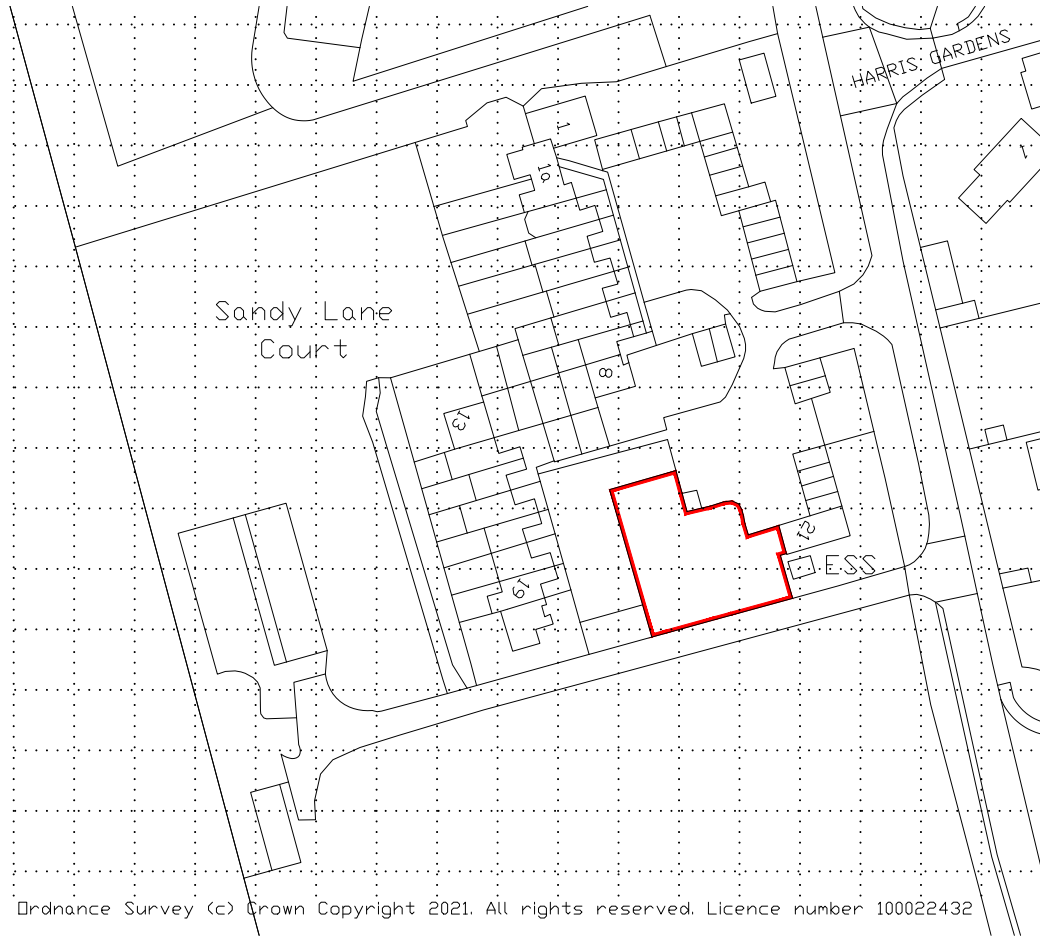 HARRIS GARDENS
1
1
1a
Sandy Lane
Court
8
13
21
ESS
19
Ordnance Survey (c) Crown Copyright 2021. All rights reserved. Licence number 100022432